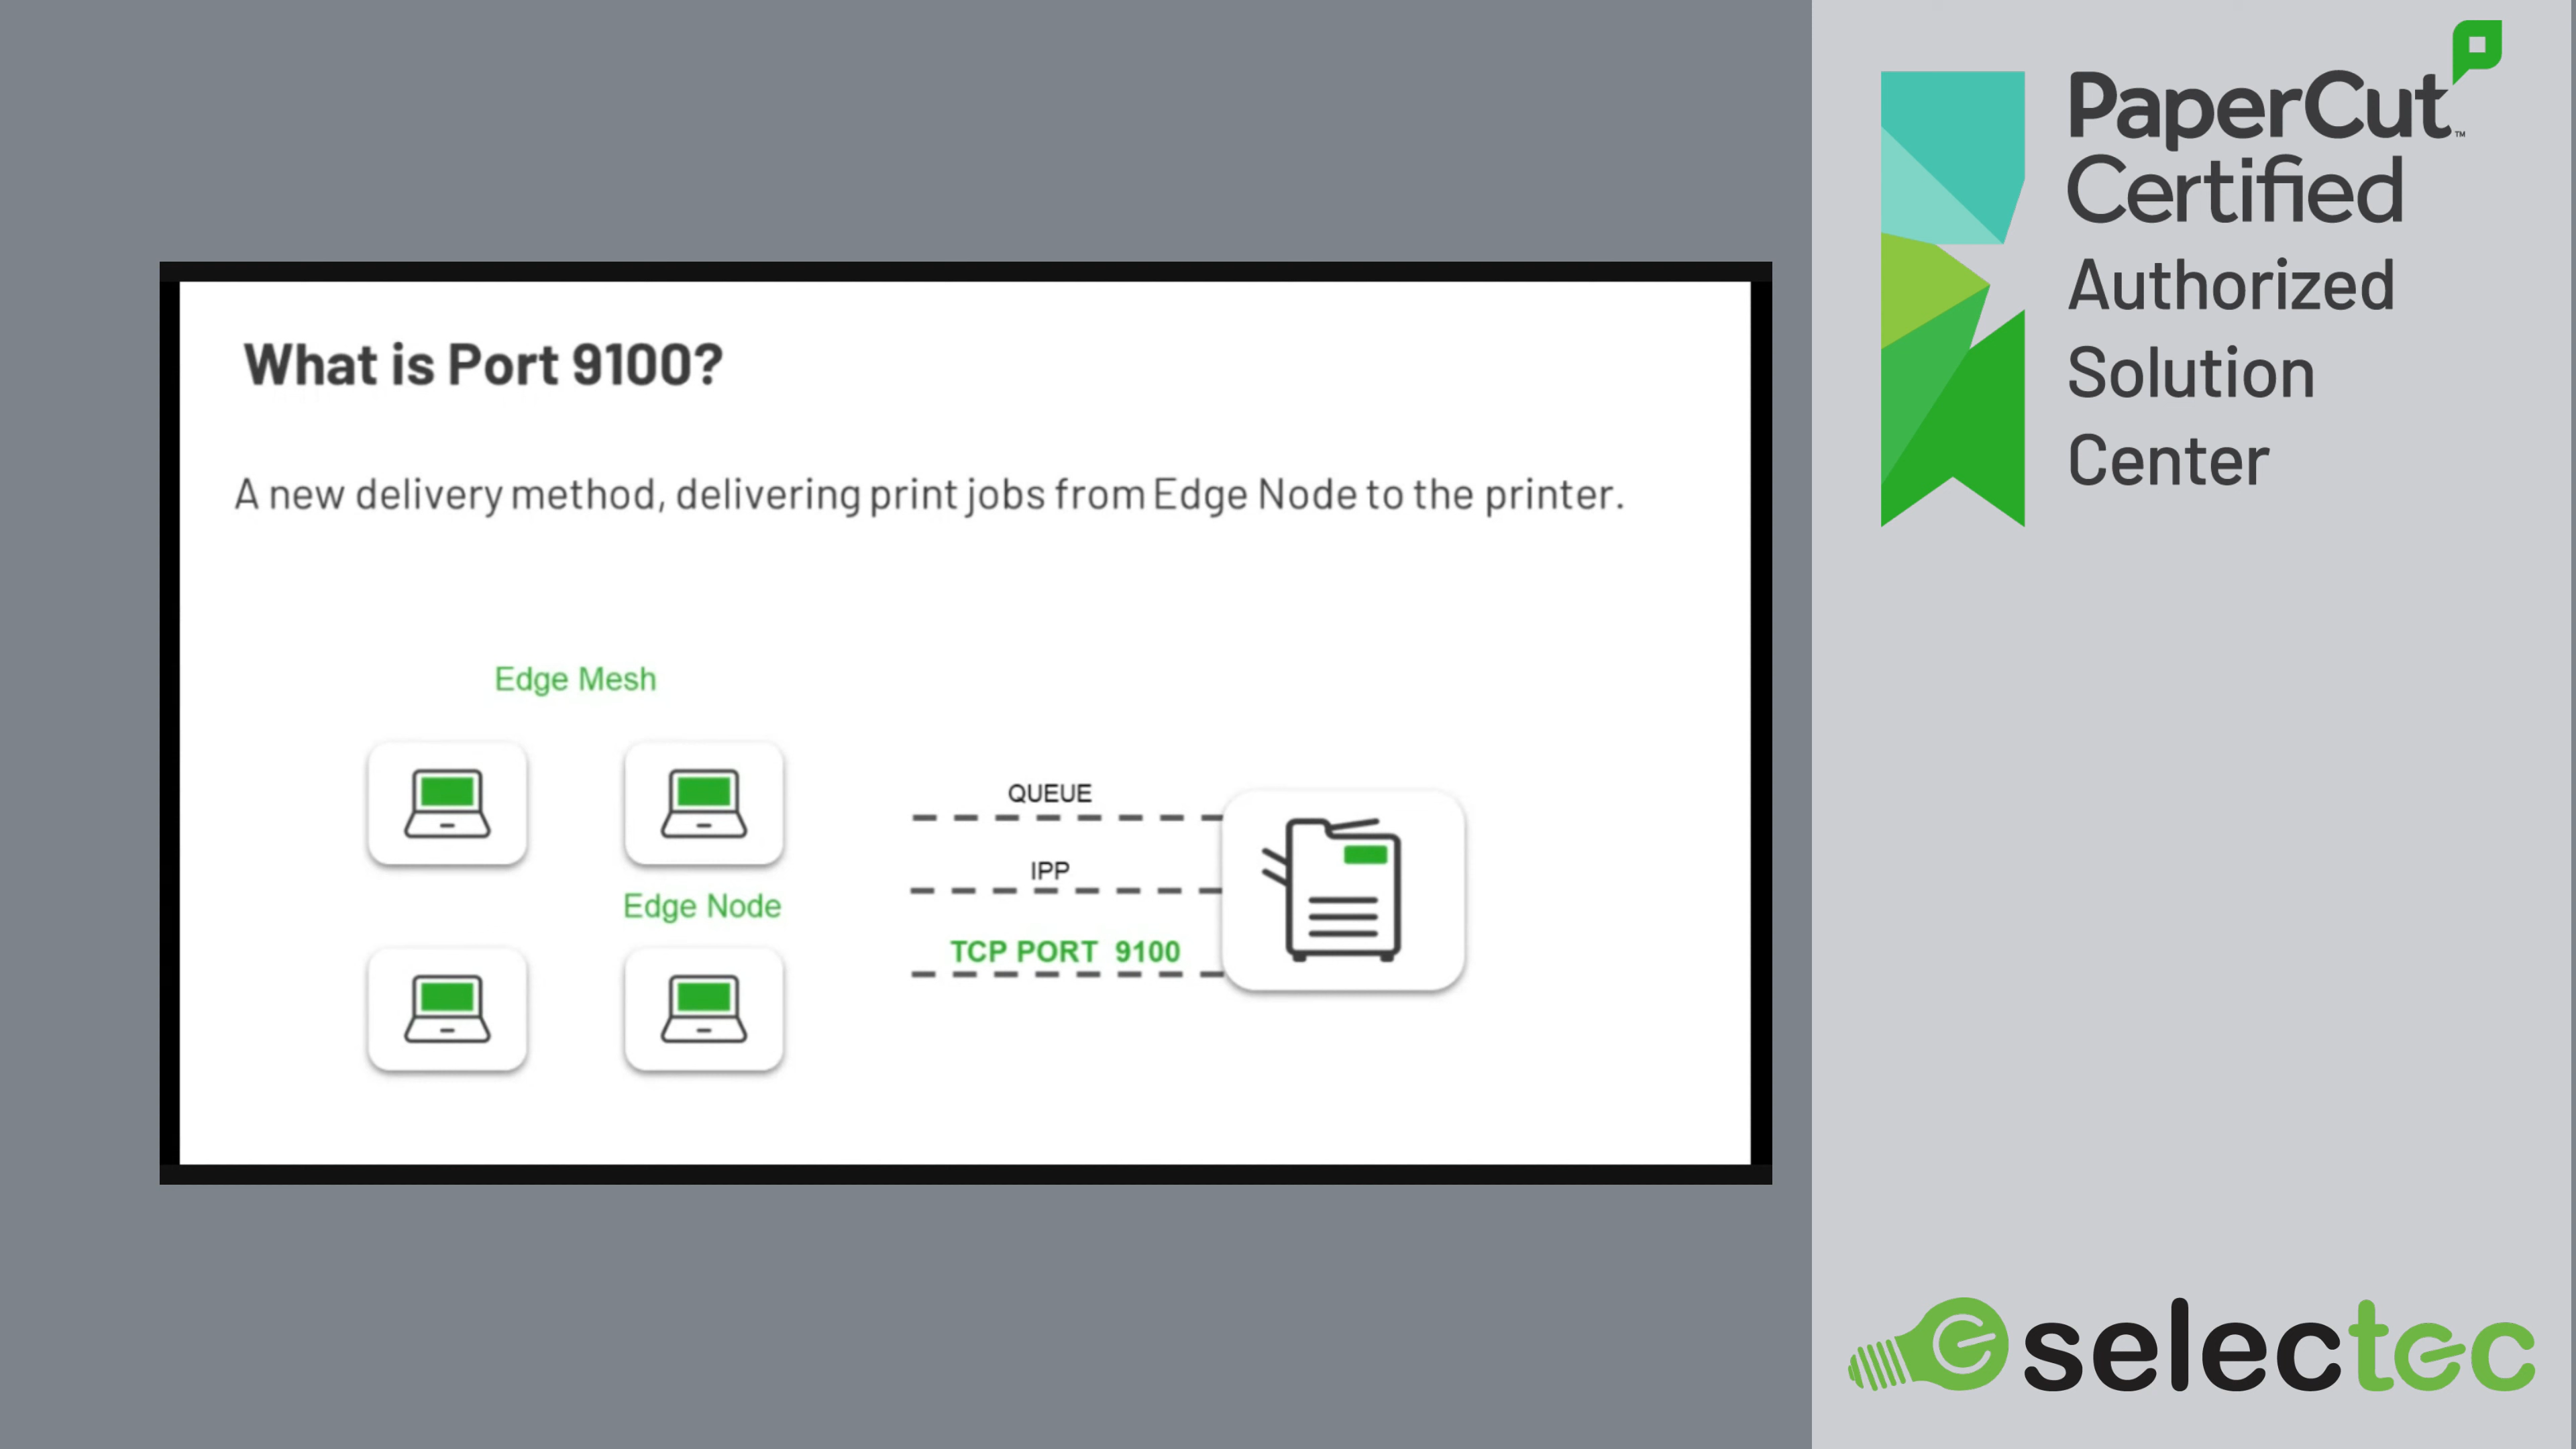 What is Port 9100?
A new delivery method, delivering print jobs from Edge Node to the printer.
Edge Mesh
QUEUE
IPP
Edge Node
TCP PORT 9100
PaperCut™
Certified
Authorized
Solution
Center
selectec